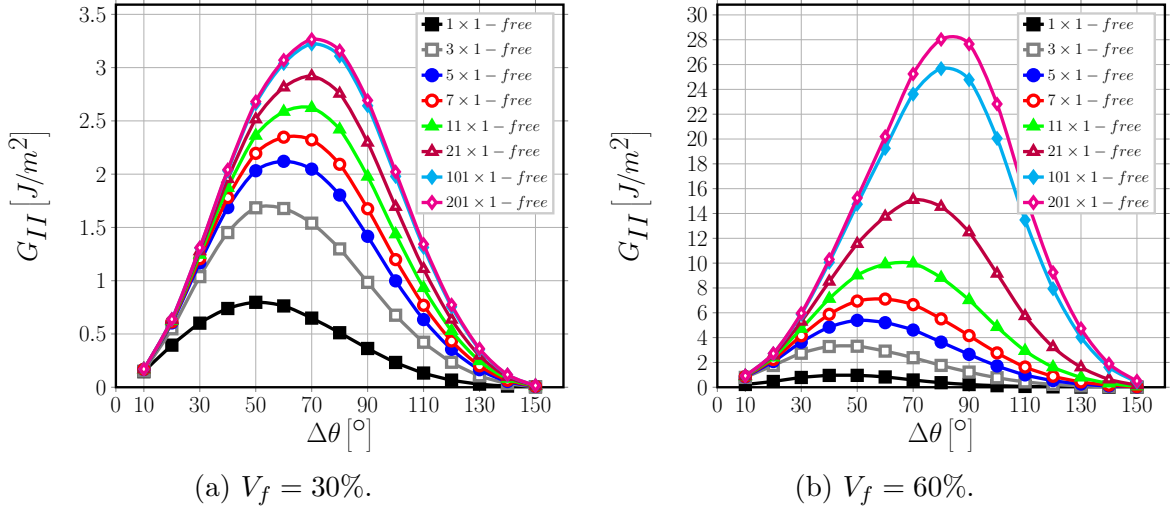 3.5
3
2.5
2
1.5
1
0.5
0
G_{II} [J/m²]
1 × 1 − free
3 × 1 − free
5 × 1 − free
7 × 1 − free
11 × 1 − free
21 × 1 − free
101 × 1 − free
201 × 1 − free
0 10 30 50 70 90 110 130 150
Δθ [°]
(a) V_f = 30%.
28
26
24
22
20
18
16
14
12
10
8
6
4
2
0
G_{II} [J/m²]
1 × 1 − free
3 × 1 − free
5 × 1 − free
7 × 1 − free
11 × 1 − free
21 × 1 − free
101 × 1 − free
201 × 1 − free
0 10 30 50 70 90 110 130 150
Δθ [°]
(b) V_f = 60%.